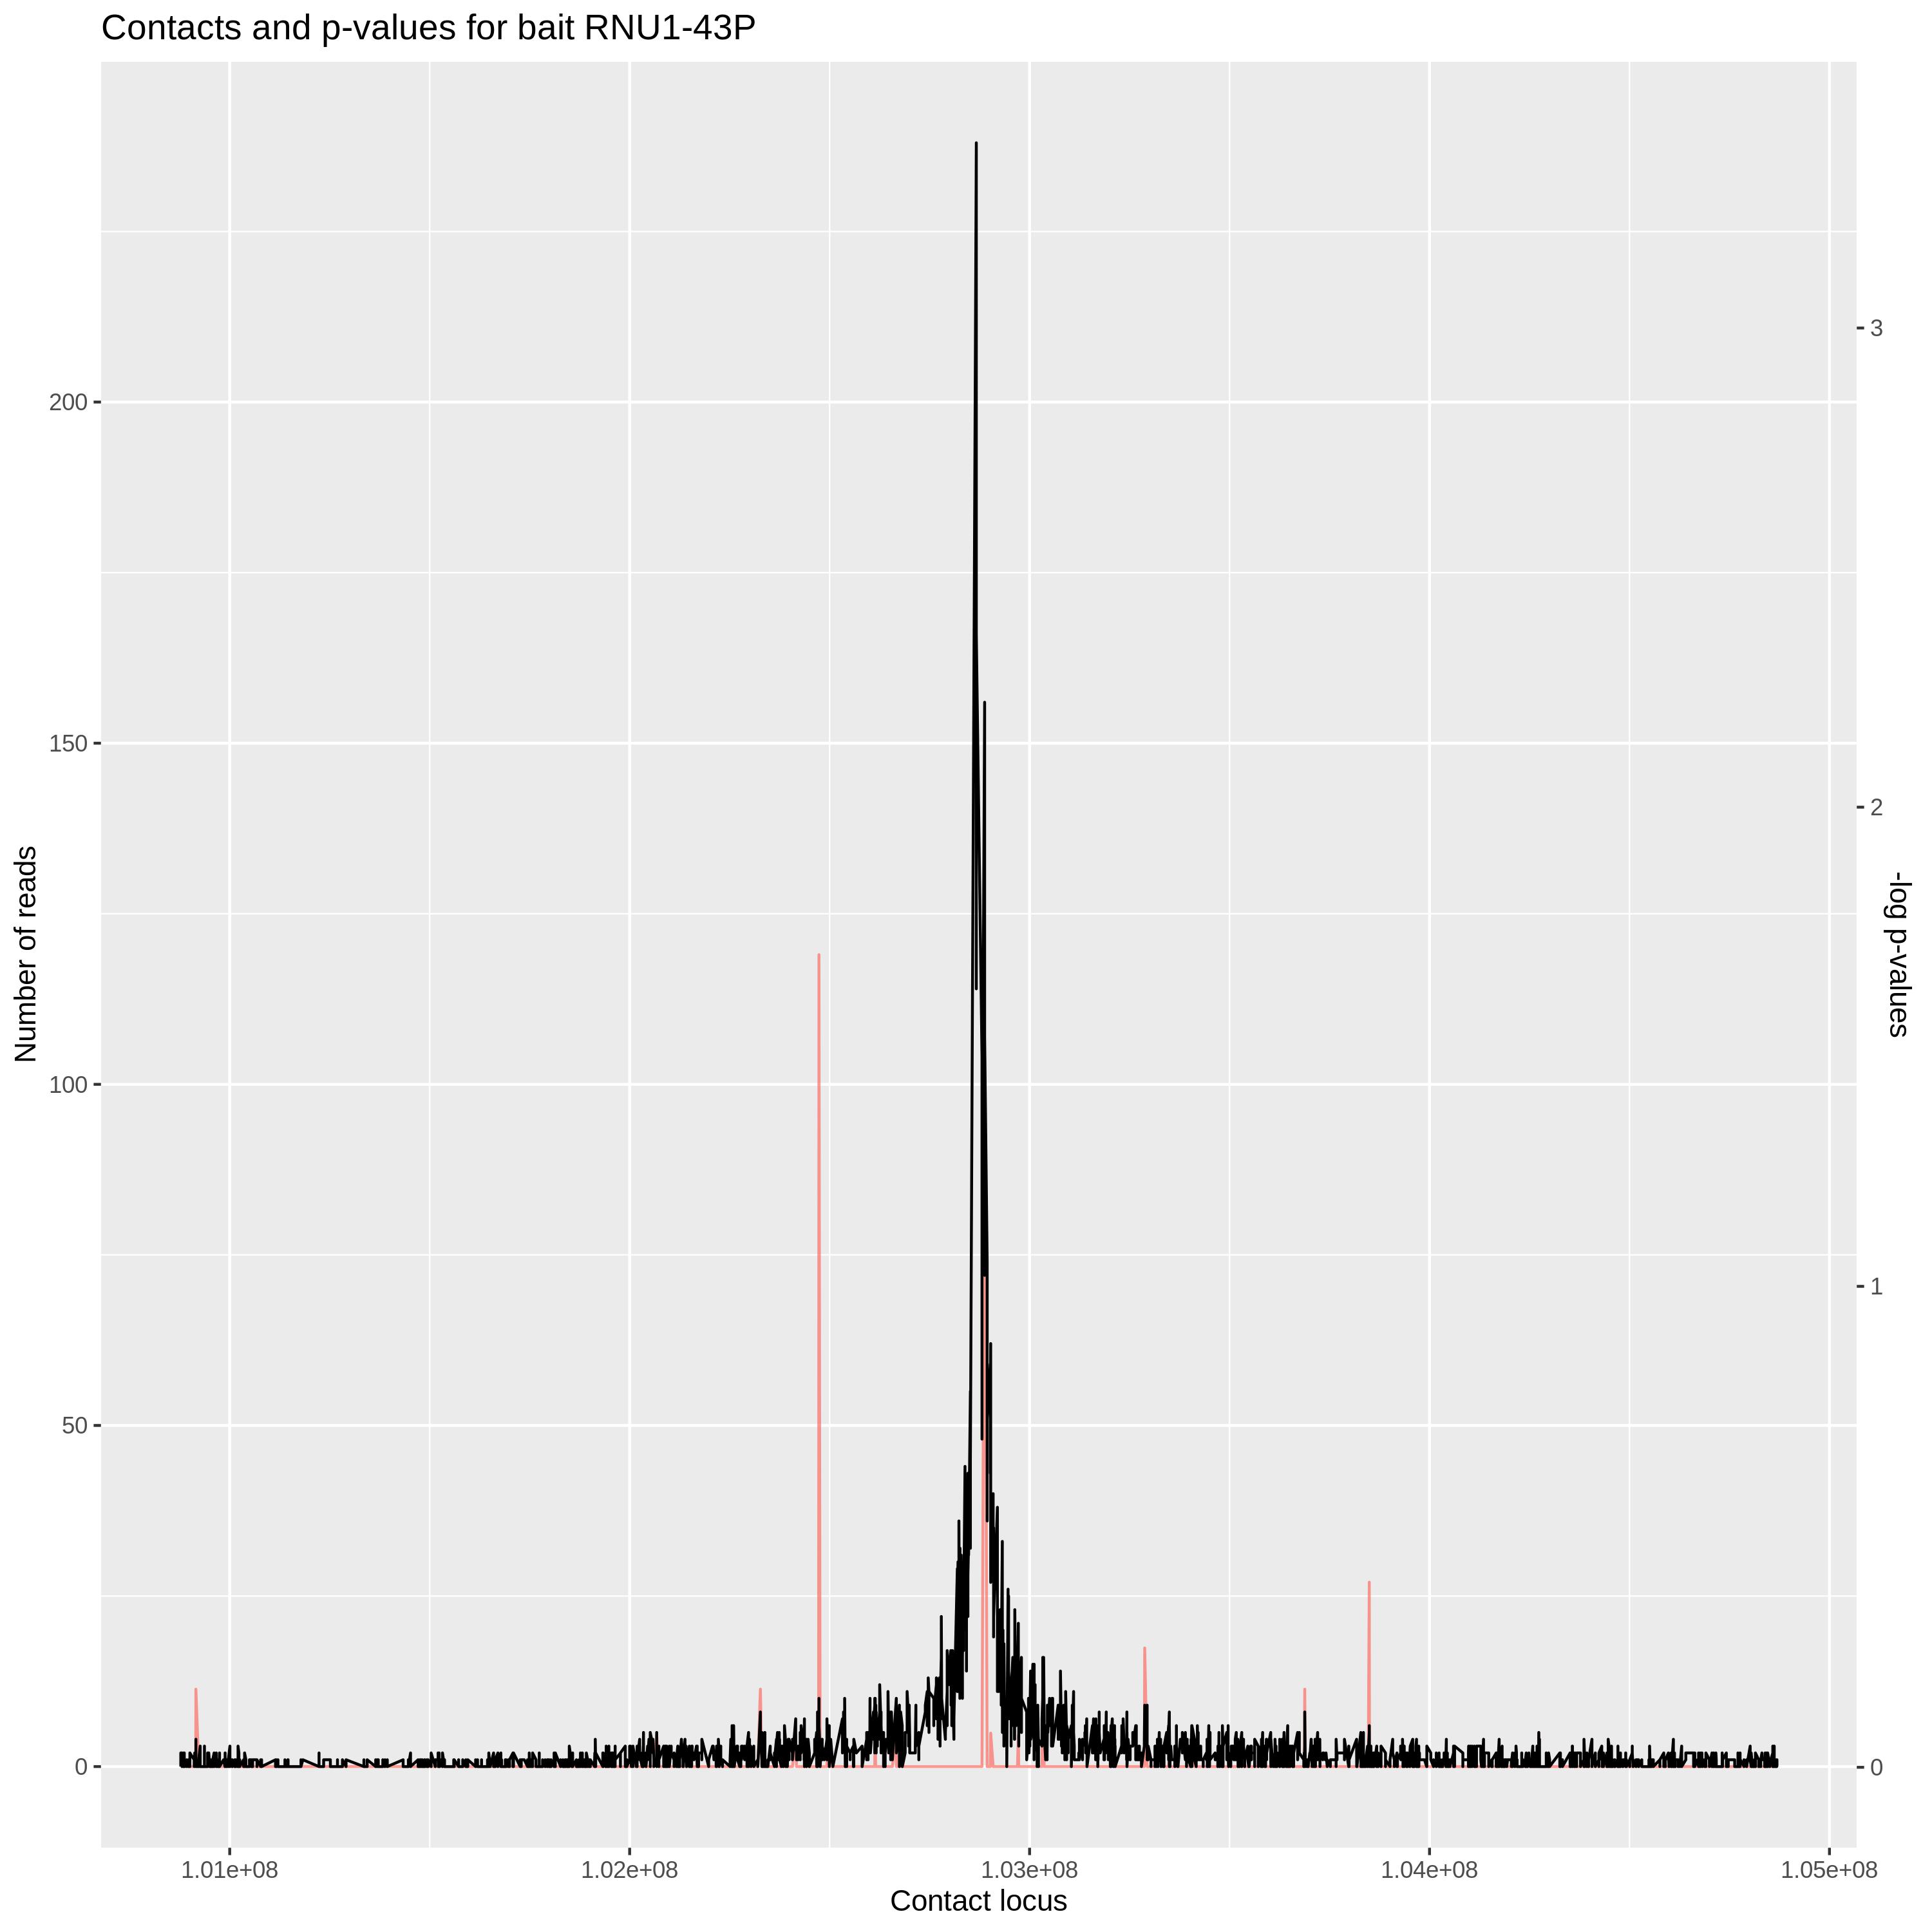 Contacts and p-values for bait RNU1-43P
200
150
100
50
0
Number of reads
3
2
1
0
-log p-values
1.01e+08
1.02e+08
1.03e+08
1.04e+08
1.05e+08
Contact locus